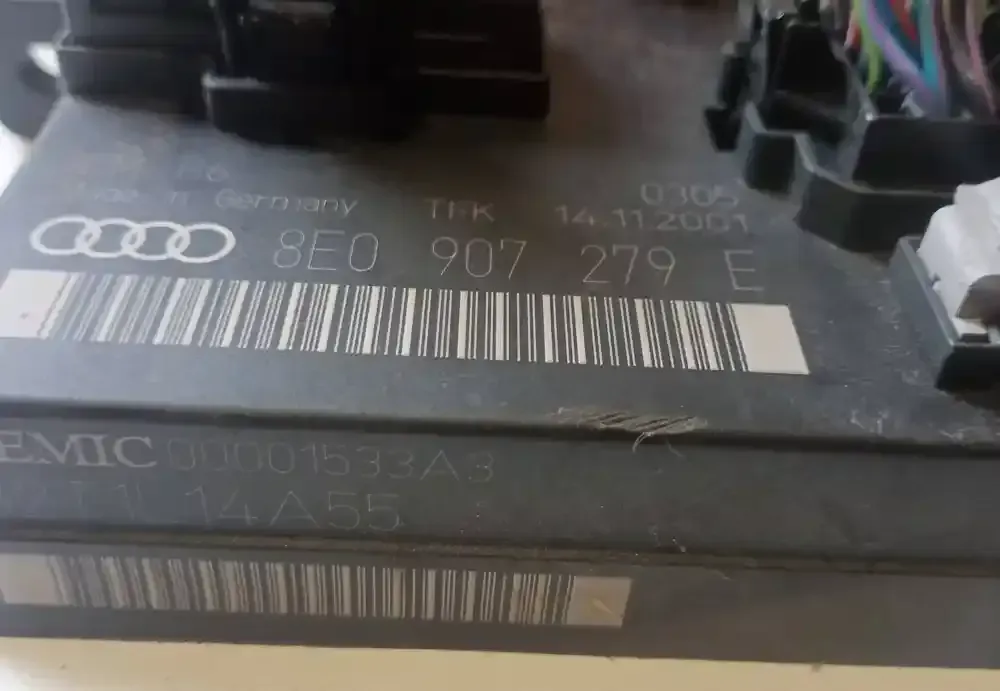 0305
Germany TFK 14.11.2001
8E0 907 279 E
EMIC 00001533A3
14A55